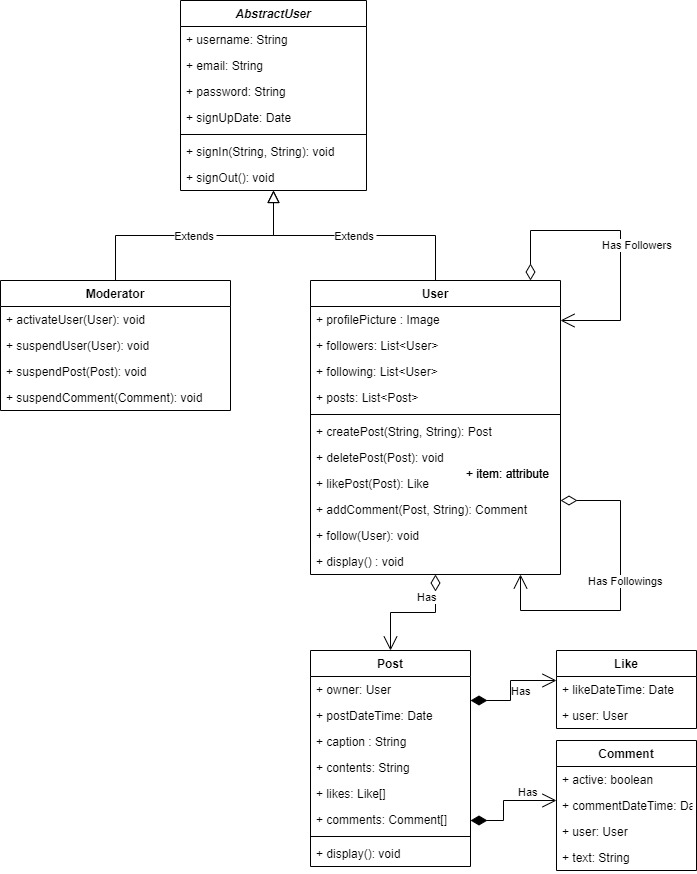 AbstractUser
+ username: String
+ email: String
+ password: String
+ signUpDate: Date
+ signIn(String, String): void
+ signOut(): void
Extends
Extends
Has Followers
Moderator
+ activateUser(User): void
+ suspendUser(User): void
+ suspendPost(Post): void
+ suspendComment(Comment): void
User
+ profilePicture : Image
+ followers: List<User>
+ following: List<User>
+ posts: List<Post>
+ createPost(String, String): Post
+ deletePost(Post): void
+ item: attribute
+ likePost(Post): Like
+ addComment(Post, String): Comment
+ follow(User): void
+ display() : void
Has Followings
Has
Post
+ owner: User
+ postDateTime: Date
+ caption : String
+ contents: String
+ likes: Like[]
+ comments: Comment[]
+ display(): void
Has
Like
+ likeDateTime: Date
+ user: User
Has
Comment
+ active: boolean
+ commentDateTime: Da
+ user: User
+ text: String